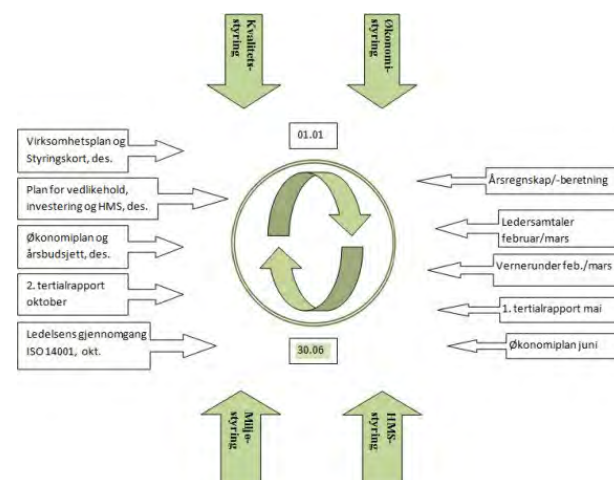 Kvalitets-
styring
Økonomi-
styring
01.01
Virksomhetsplan og
Styringskort, des.
Plan for vedlikehold,
investering og HMS, des.
Økonomiplan og
årsbudsjett, des.
2. tertialrapport
oktober
Ledelsens gjennomgang
ISO 14001, okt.
Årsregnskap/-beretning
Ledersamtaler
februar/mars
Vernerunder feb./mars
1. tertialrapport mai
Økonomiplan juni
30.06
Miljø-
styring
HMS-
styring